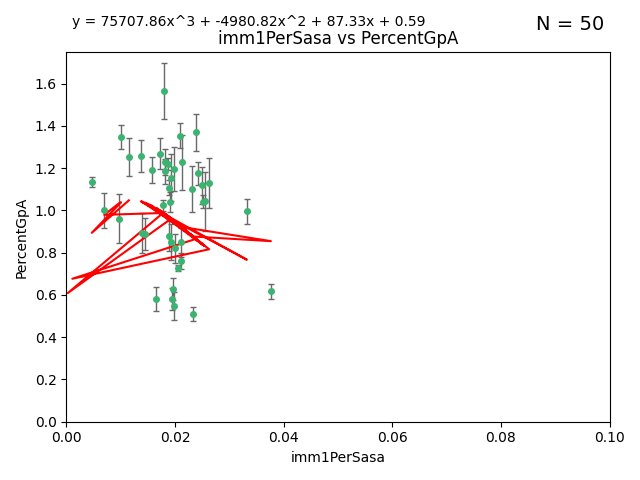 y = 75707.86x^3 + -4980.82x^2 + 87.33x + 0.59
N = 50
imm1PerSasa vs PercentGpA
PercentGpA
1.6
1.4
1.2
1.0
0.8
0.6
0.4
0.2
0.0
0.00 0.02 0.04 0.06 0.08 0.10
imm1PerSasa